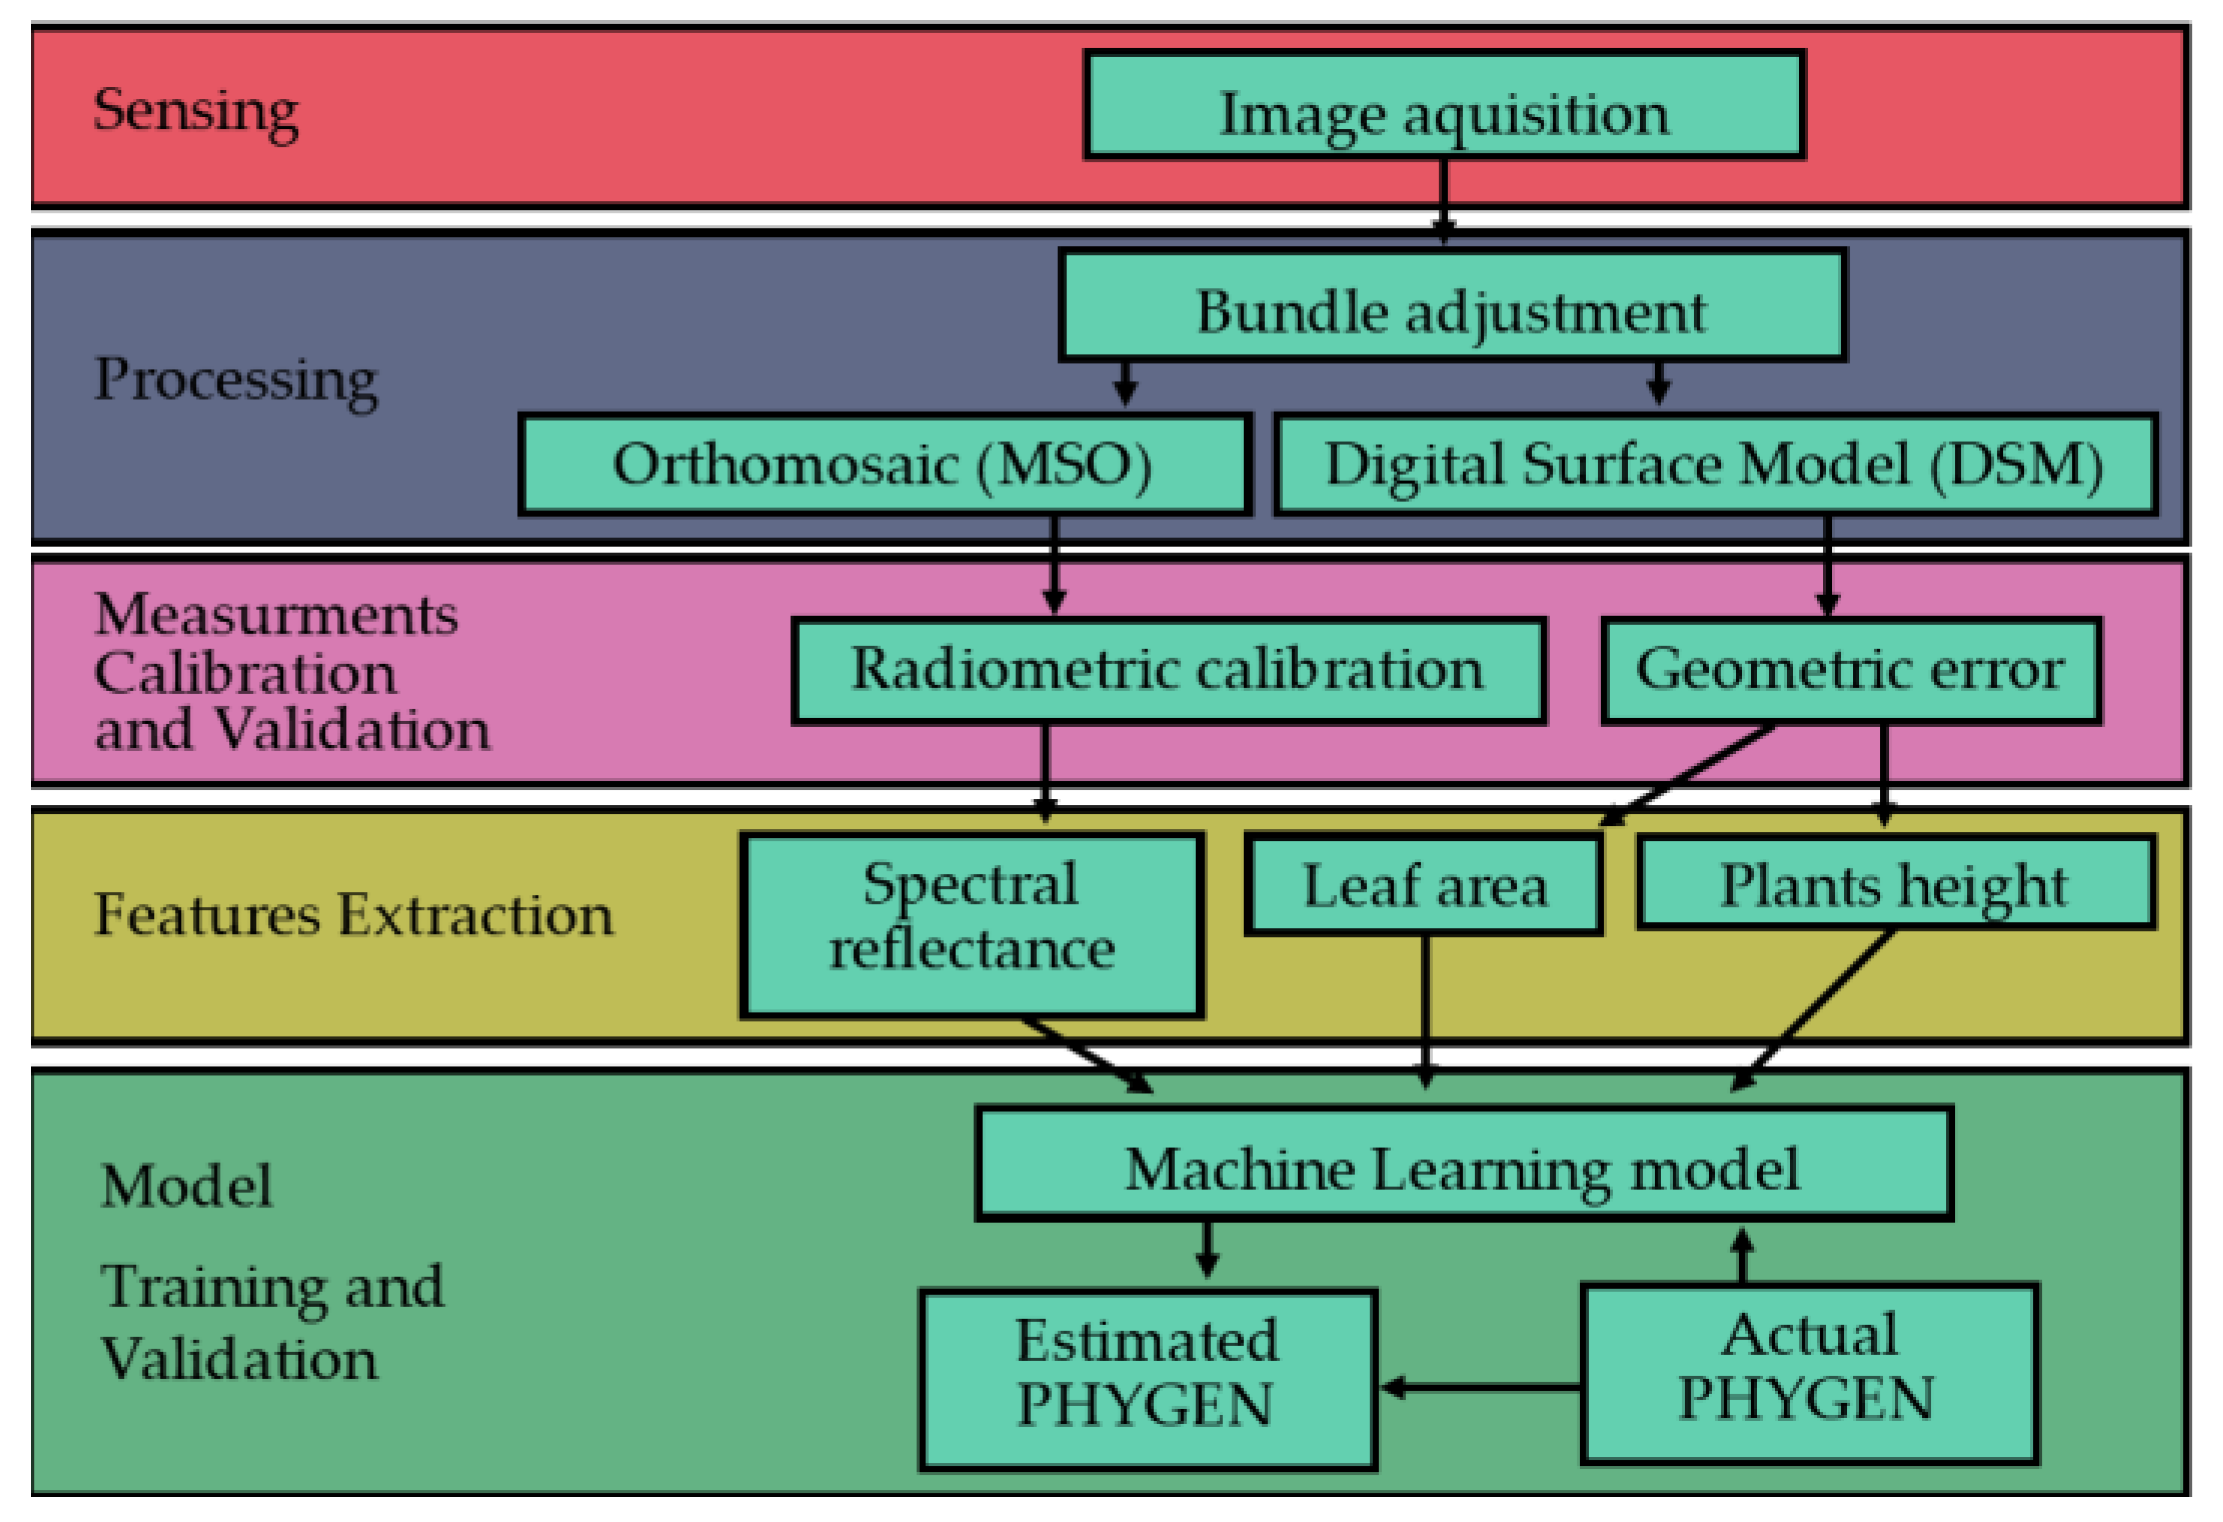 Sensing
Image aquisition
Processing
Bundle adjustment
Orthomosaic (MSO)
Digital Surface Model (DSM)
Measurments
Calibration
and Validation
Radiometric calibration
Geometric error
Features Extraction
Spectral
reflectance
Leaf area
Plants height
Model
Training and
Validation
Machine Learning model
Estimated
PHYGEN
Actual
PHYGEN